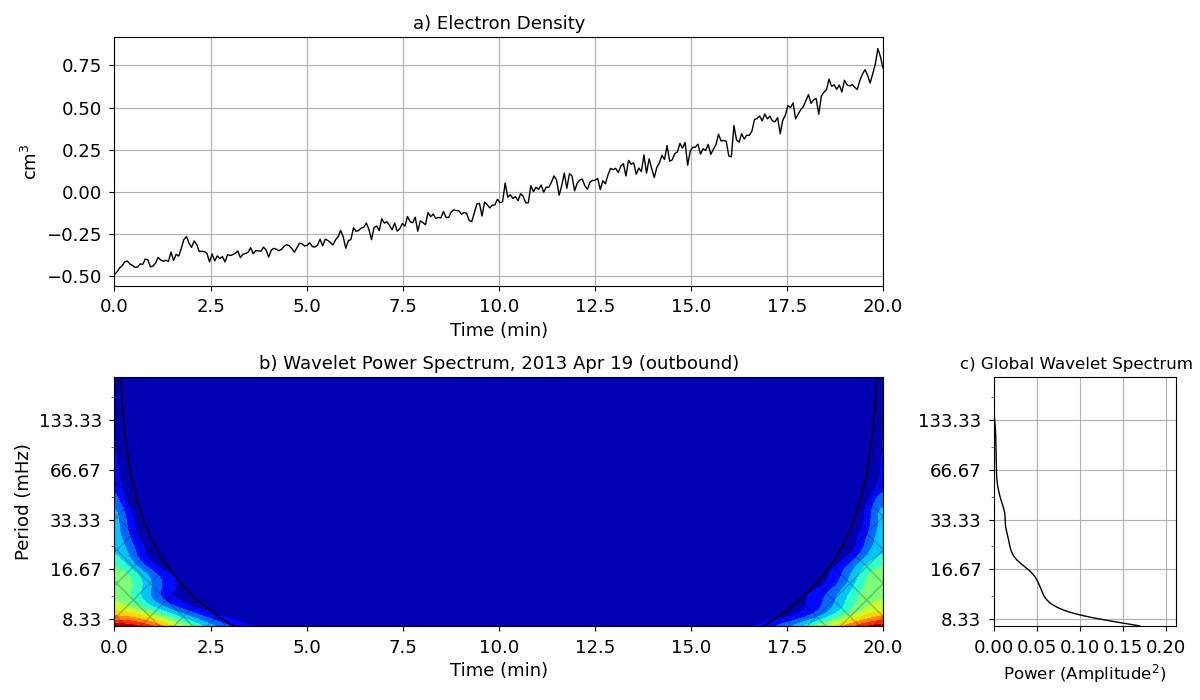 a) Electron Density
cm³
0.75
0.50
0.25
0.00
−0.25
−0.50
0.0 2.5 5.0 7.5 10.0 12.5 15.0 17.5 20.0
Time (min)
b) Wavelet Power Spectrum, 2013 Apr 19 (outbound)
Period (mHz)
133.33
66.67
33.33
16.67
8.33
0.0 2.5 5.0 7.5 10.0 12.5 15.0 17.5 20.0
Time (min)
c) Global Wavelet Spectrum
133.33
66.67
33.33
16.67
8.33
0.00 0.05 0.10 0.15 0.20
Power (Amplitude²)